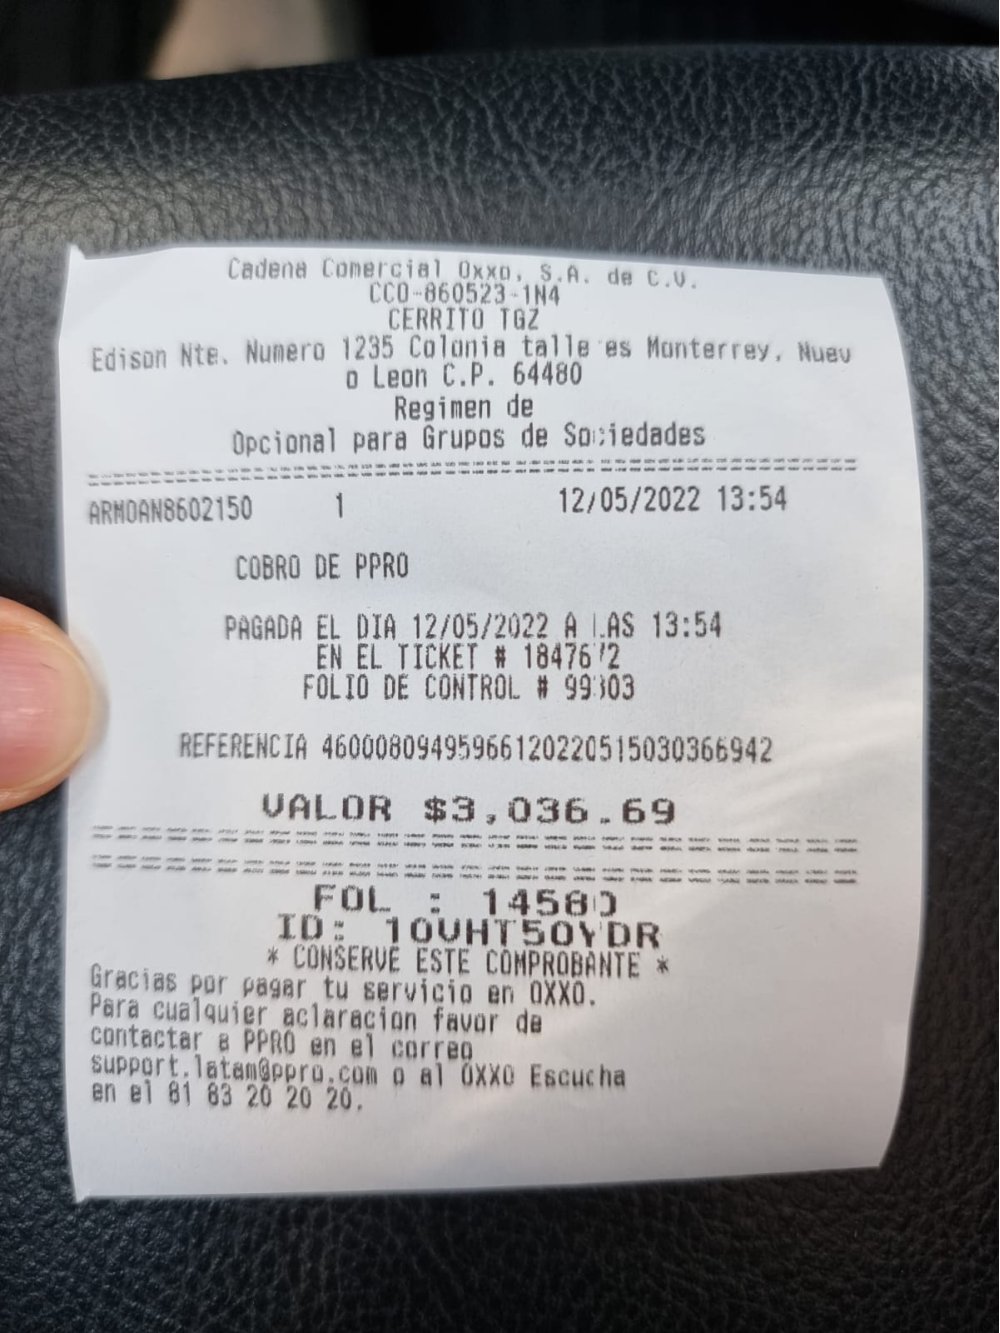 Cadena Comercial Oxxo, S.A. de C.V.
CCO-860523-1N4
CERRITO TGZ
Edison Nte. Numero 1235 Colonia talle es Monterrey, Nuev
o Leon C.P. 64480
Regimen de
Opcional para Grupos de Sociedades
ARMOAN8602150 1 12/05/2022 13:54
COBRO DE PPRO
PAGADA EL DIA 12/05/2022 A LAS 13:54
EN EL TICKET # 1847672
FOLIO DE CONTROL #
REFERENCIA 46000809495966120220515030366942
VALOR $3,036.69
FOL : 14580
ID: 10VHT5OYDR
* CONSERVE ESTE COMPROBANTE *
Gracias por pagar tu servicio en OXXO.
Para cualquier aclaracion favor de
contactar a PPRO en el correo
support.latam@ppro.com o al OXXO Escucha
en el 81 83 20 20 20.